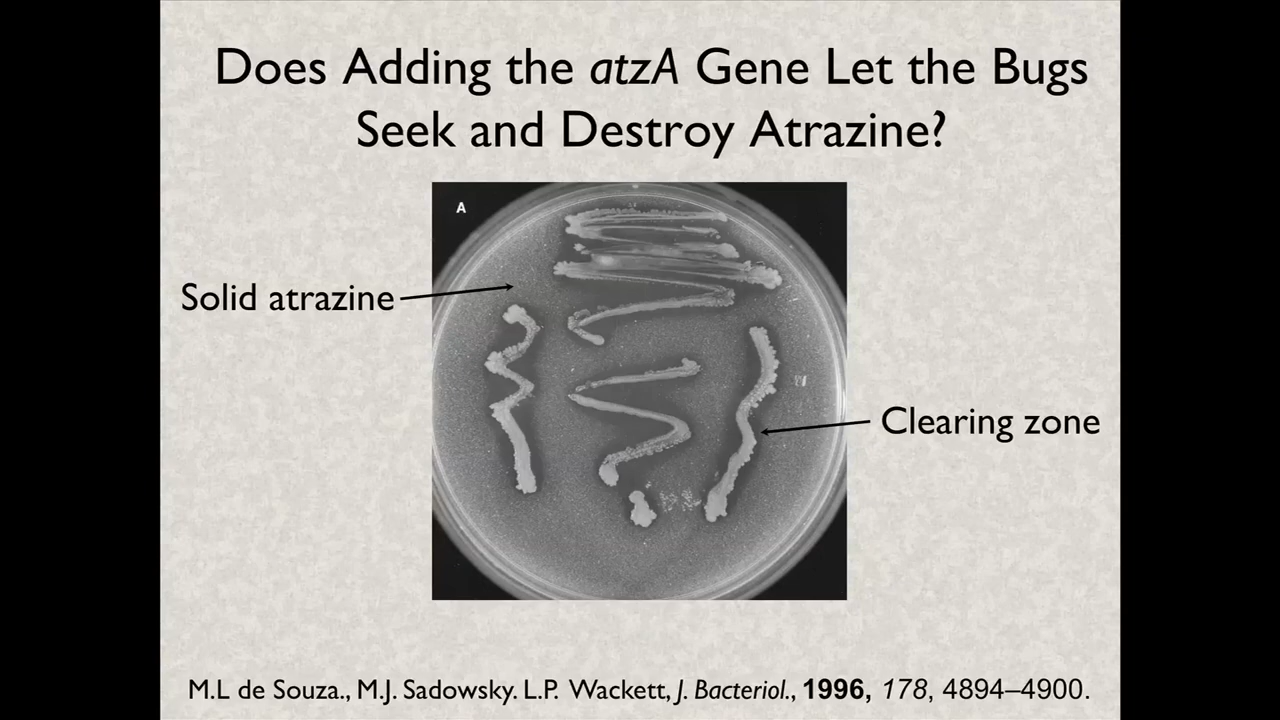 Does Adding the atzA Gene Let the Bugs
Seek and Destroy Atrazine?
A
Solid atrazine
Clearing zone
M.L de Souza., M.J. Sadowsky. L.P. Wackett, J. Bacteriol., 1996, 178, 4894–4900.